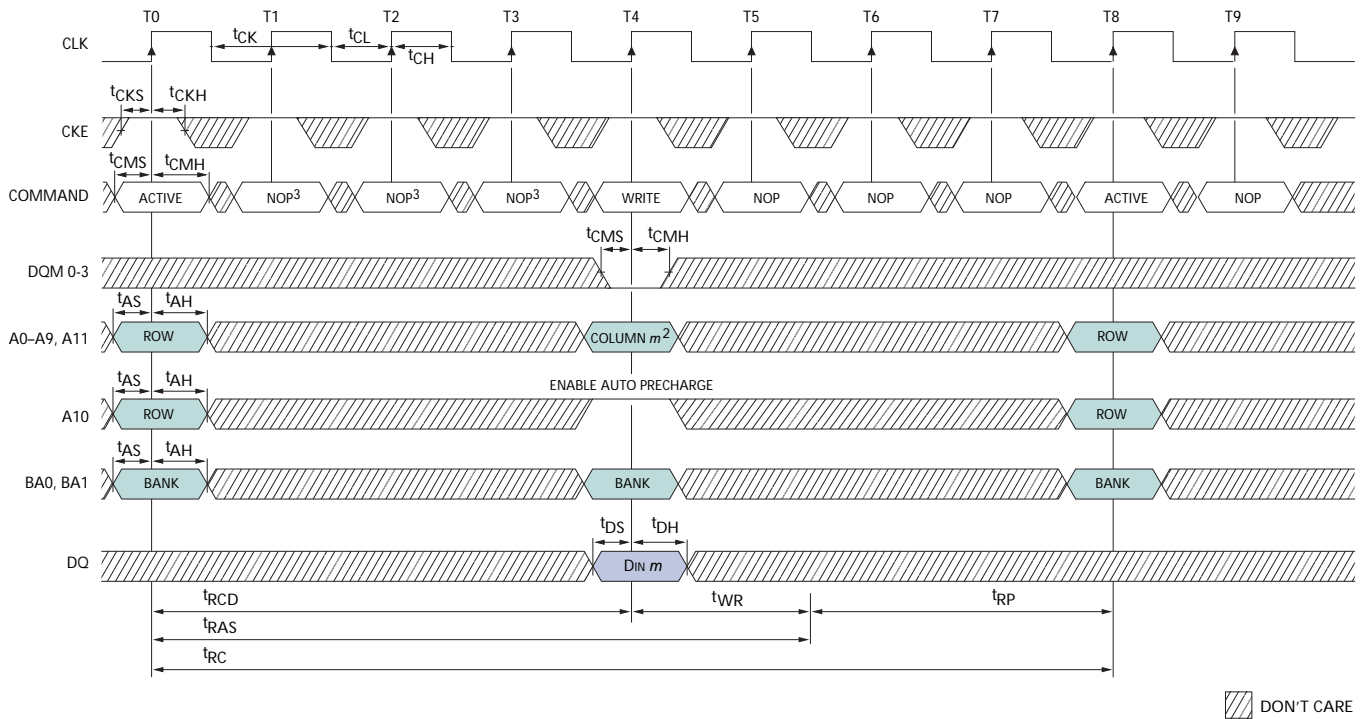 T0 T1 T2 T3 T4 T5 T6 T7 T8 T9
CLK tCK tCL tCH
tCKS tCKH
CKE
tCMS tCMH
COMMAND ACTIVE NOP3 NOP3 NOP3 WRITE NOP NOP NOP ACTIVE NOP
tCMS tCMH
DQM 0-3
tAS tAH
A0–A9, A11 ROW COLUMN m2 ROW
tAS tAH ENABLE AUTO PRECHARGE
A10 ROW ROW
tAS tAH
BA0, BA1 BANK BANK BANK
tDS tDH
DQ DIN m
tRCD tWR tRP
tRAS
tRC
DON'T CARE